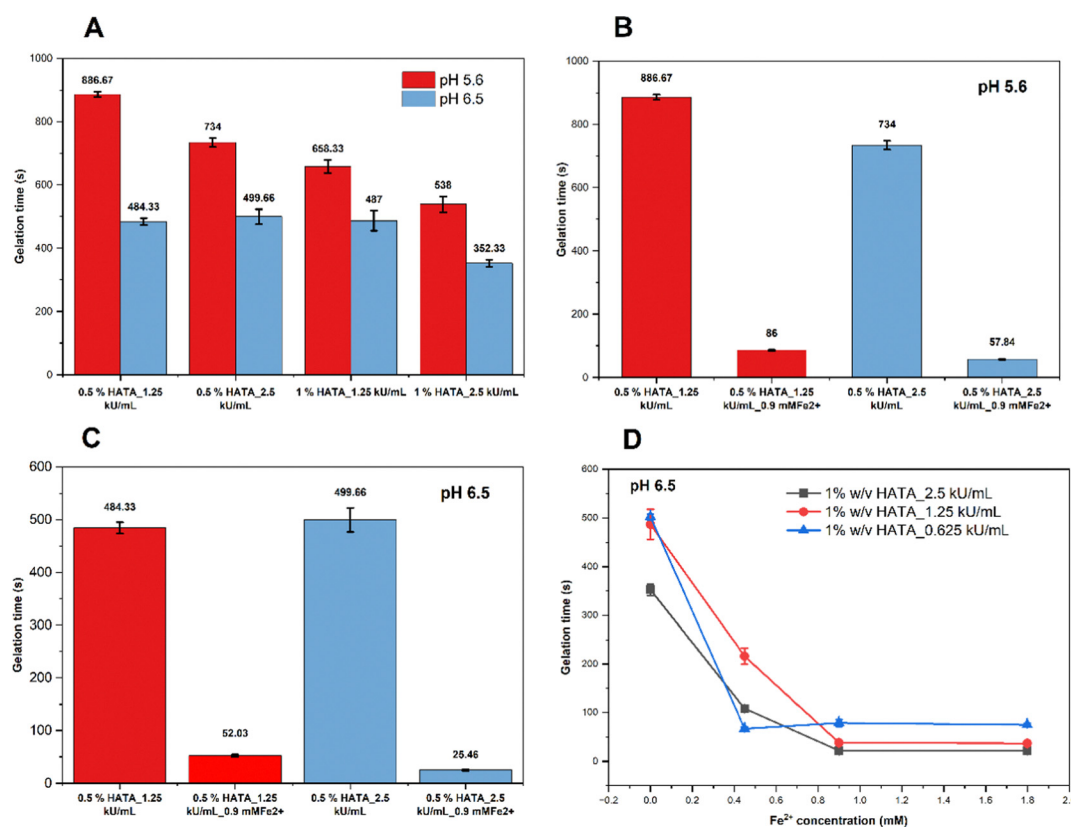 A
Gelation time (s)
1000
800
600
400
200
0
886.67
484.33
734
499.66
658.33
487
538
352.33
pH 5.6
pH 6.5
0.5 % HATA_1.25
kU/mL
0.5 % HATA_2.5
kU/mL
1 % HATA_1.25 kU/mL
1 % HATA_2.5 kU/mL
B
pH 5.6
Gelation time (s)
1000
800
600
400
200
0
886.67
86
734
57.84
0.5 % HATA_1.25
kU/mL
0.5 % HATA_1.25
kU/mL_0.9 mMFe2+
0.5 % HATA_2.5
kU/mL
0.5 % HATA_2.5
kU/mL_0.9 mMFe2+
C
pH 6.5
Gelation time (s)
600
500
400
300
200
100
0
484.33
52.03
499.66
25.46
0.5 % HATA_1.25
kU/mL
0.5 % HATA_1.25
kU/mL_0.9 mMFe2+
0.5 % HATA_2.5
kU/mL
0.5 % HATA_2.5
kU/mL_0.9 mMFe2+
D
pH 6.5
1% w/v HATA_2.5 kU/mL
1% w/v HATA_1.25 kU/mL
1% w/v HATA_0.625 kU/mL
Gelation time (s)
600
500
400
300
200
100
0
−0.2 0.0 0.2 0.4 0.6 0.8 1.0 1.2 1.4 1.6 1.8 2.0
Fe²⁺ concentration (mM)